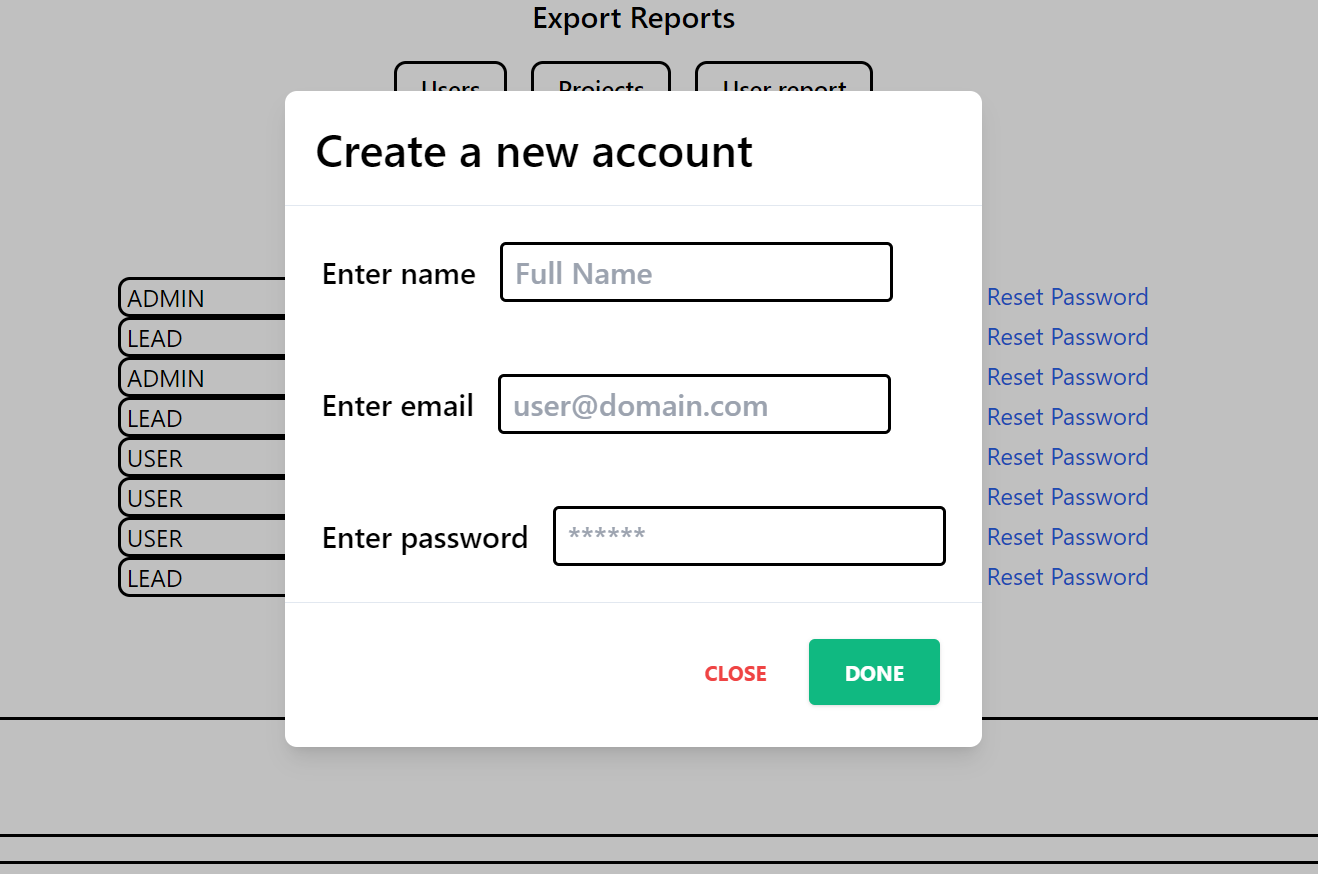 Export Reports
Users Projects User report
Create a new account
Enter name Full Name
ADMIN Reset Password
LEAD Reset Password
ADMIN Reset Password
Enter email user@domain.com
LEAD Reset Password
USER Reset Password
USER Reset Password
Enter password ******
USER Reset Password
LEAD Reset Password
CLOSE DONE